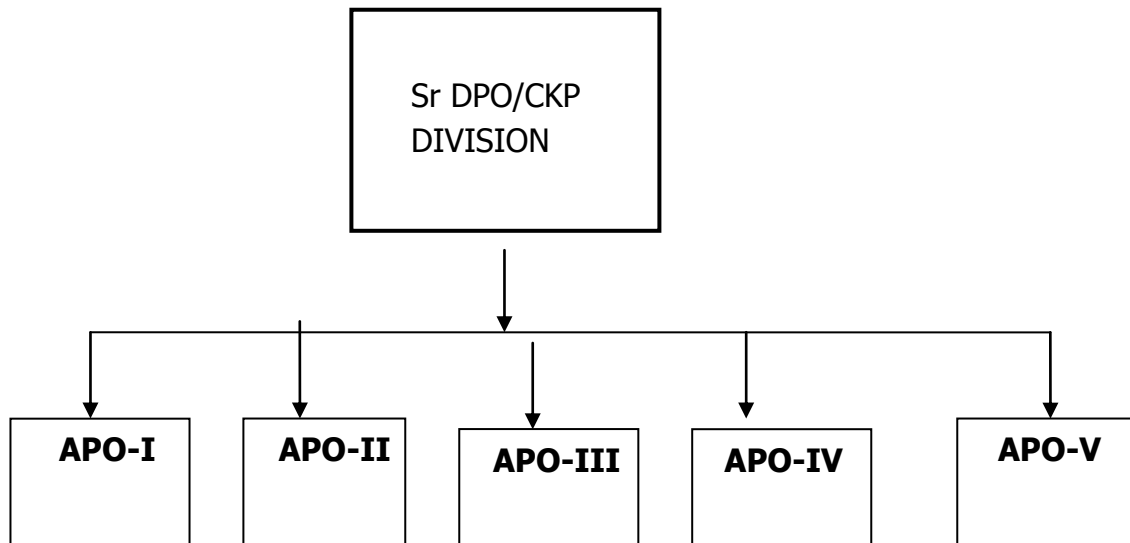 Sr DPO/CKP
DIVISION
APO-I
APO-II
APO-III
APO-IV
APO-V